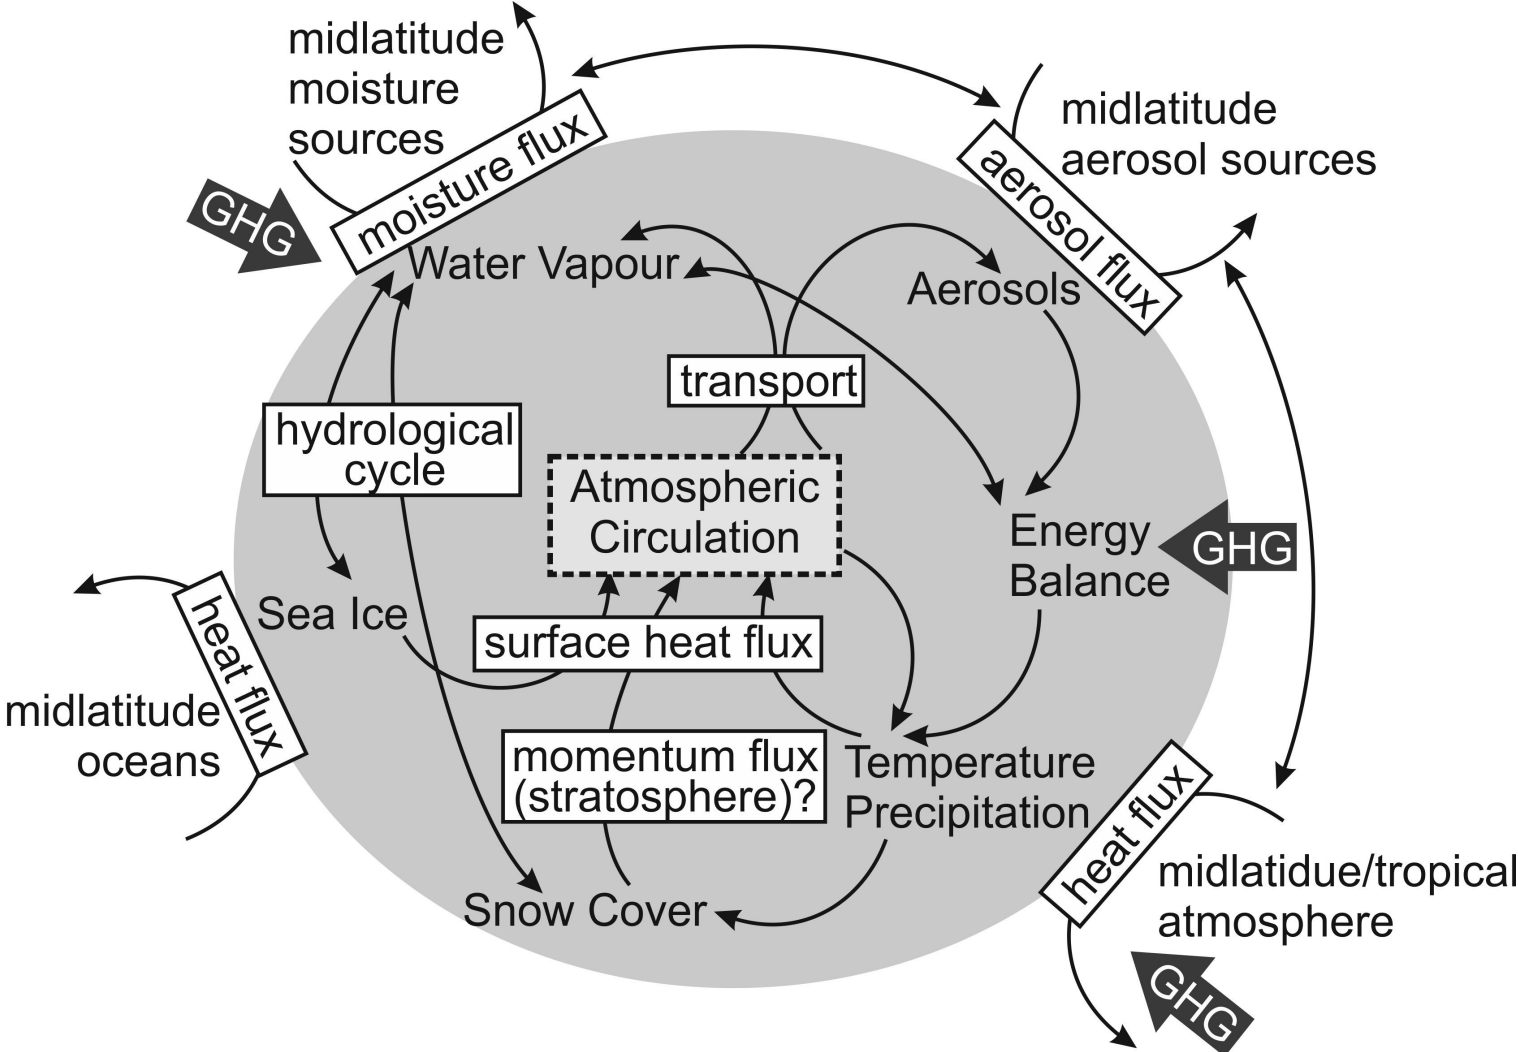 midlatitude
moisture
sources
moisture flux
GHG
midlatitude
aerosol sources
aerosol flux
Water Vapour
Aerosols
transport
hydrological
cycle
Atmospheric
Circulation
Energy
Balance
GHG
Sea Ice
heat flux
surface heat flux
midlatitude
oceans
momentum flux
(stratosphere)?
Temperature
Precipitation
heat flux
midlatidue/tropical
atmosphere
Snow Cover
GHG